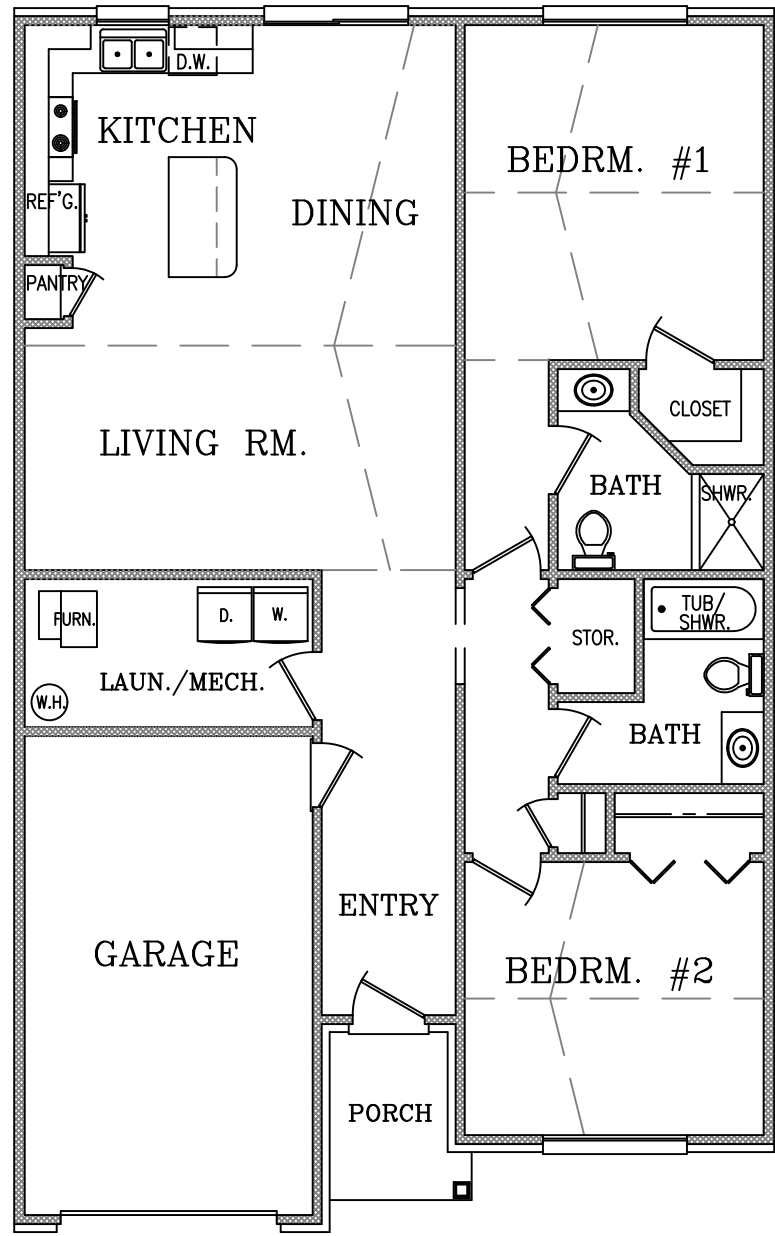 D.W.
KITCHEN
BEDRM. #1
REF'G.
DINING
PANTRY
CLOSET
LIVING RM.
BATH
SHWR.
FURN.
D.
W.
TUB/
SHWR.
STOR.
LAUN./MECH.
W.H.
BATH
ENTRY
GARAGE
BEDRM. #2
PORCH